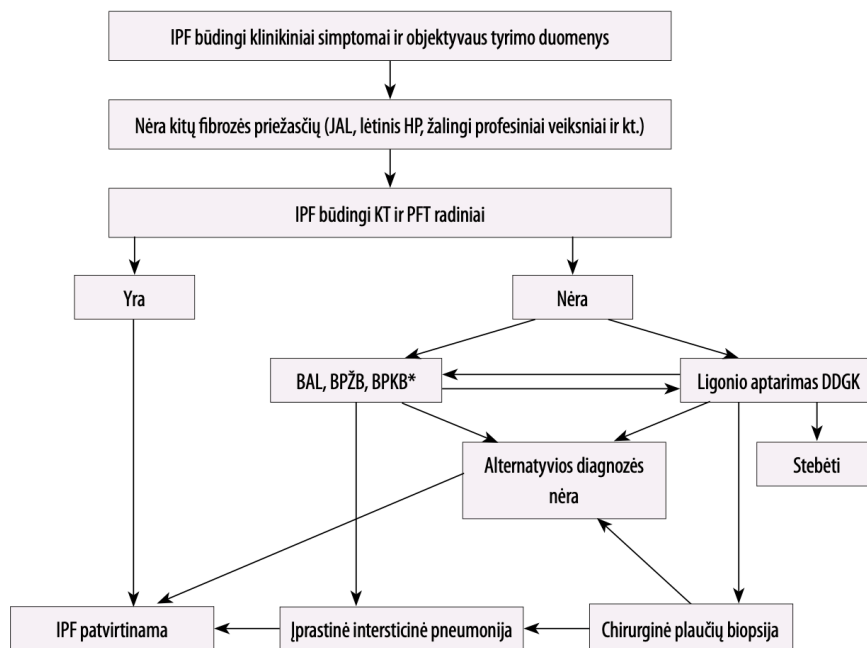 IPF būdingi klinikiniai simptomai ir objektyvaus tyrimo duomenys
Nėra kitų fibrozės priežasčių (JAL, lėtinis HP, žalingi profesiniai veiksniai ir kt.)
IPF būdingi KT ir PFT radiniai
Yra
Nėra
BAL, BPŽB, BPKB*
Ligonio aptarimas DDGK
Alternatyvios diagnozės
nėra
Stebėti
IPF patvirtinama
Įprastinė intersticinė pneumonija
Chirurginė plaučių biopsija